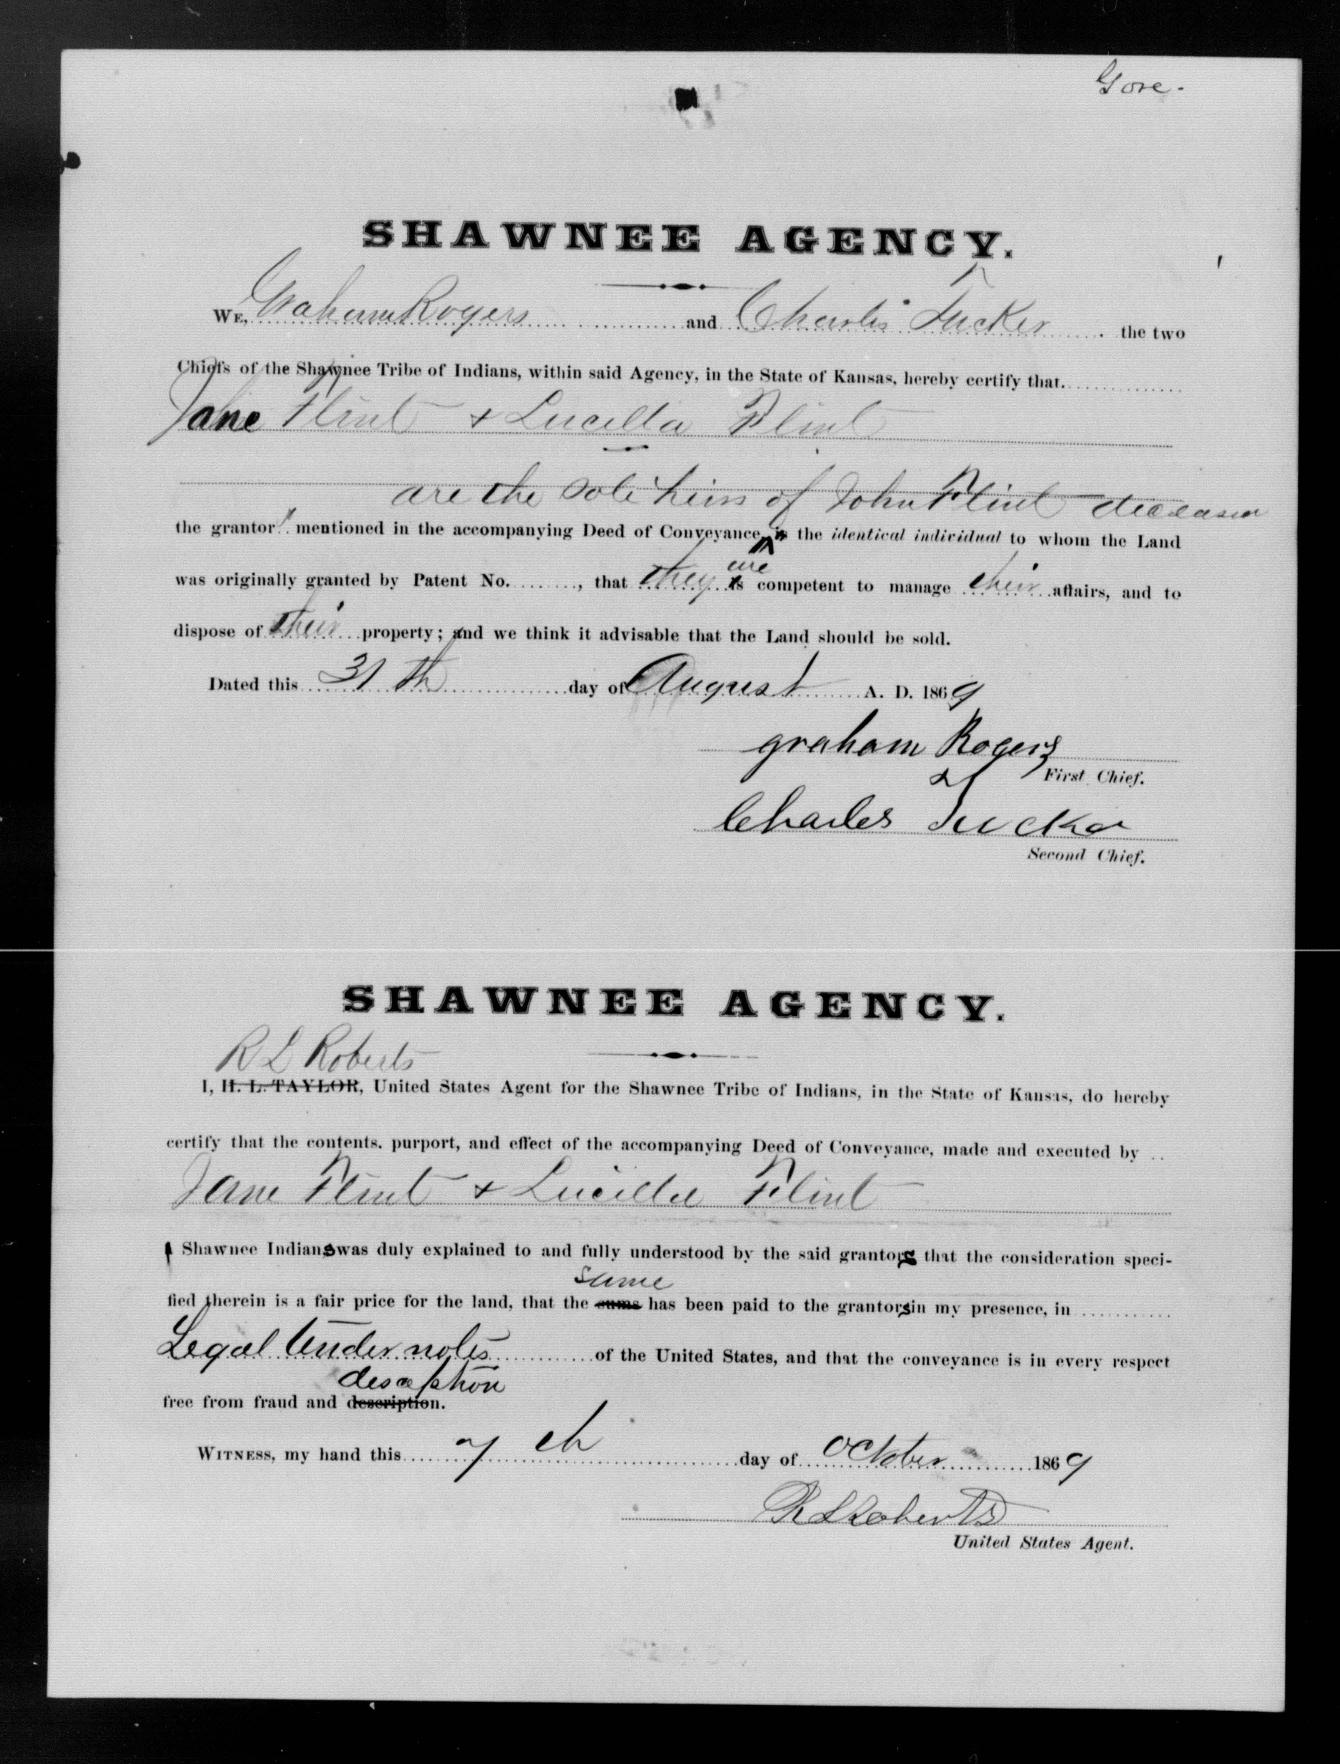 Gore.
SHAWNEE AGENCY.
WE, Graham Rogers and Charles Tucker the two
Chiefs of the Shawnee Tribe of Indians, within said Agency, in the State of Kansas, hereby certify that
Jane Flint & Lucilla Flint
are the sole heirs of John Flint deceased
the grantors mentioned in the accompanying Deed of Conveyance, is the identical individual to whom the Land
are
was originally granted by Patent No. , that they is competent to manage their affairs, and to
dispose of their property; and we think it advisable that the Land should be sold.
Dated this 31th day of August A. D. 1869
graham Rogers
First Chief.
Charles Tucker
Second Chief.
SHAWNEE AGENCY.
R L Roberts
I, H. L. TAYLOR, United States Agent for the Shawnee Tribe of Indians, in the State of Kansas, do hereby
certify that the contents, purport, and effect of the accompanying Deed of Conveyance, made and executed by
Jane Flint & Lucilla Flint
Shawnee Indians was duly explained to and fully understood by the said grantors that the consideration speci-
same
fied therein is a fair price for the land, that the sums has been paid to the grantors in my presence, in
Legal Tender notes of the United States, and that the conveyance is in every respect
desception
free from fraud and description.
WITNESS, my hand this 7 th day of October 1869
R L Roberts
United States Agent.